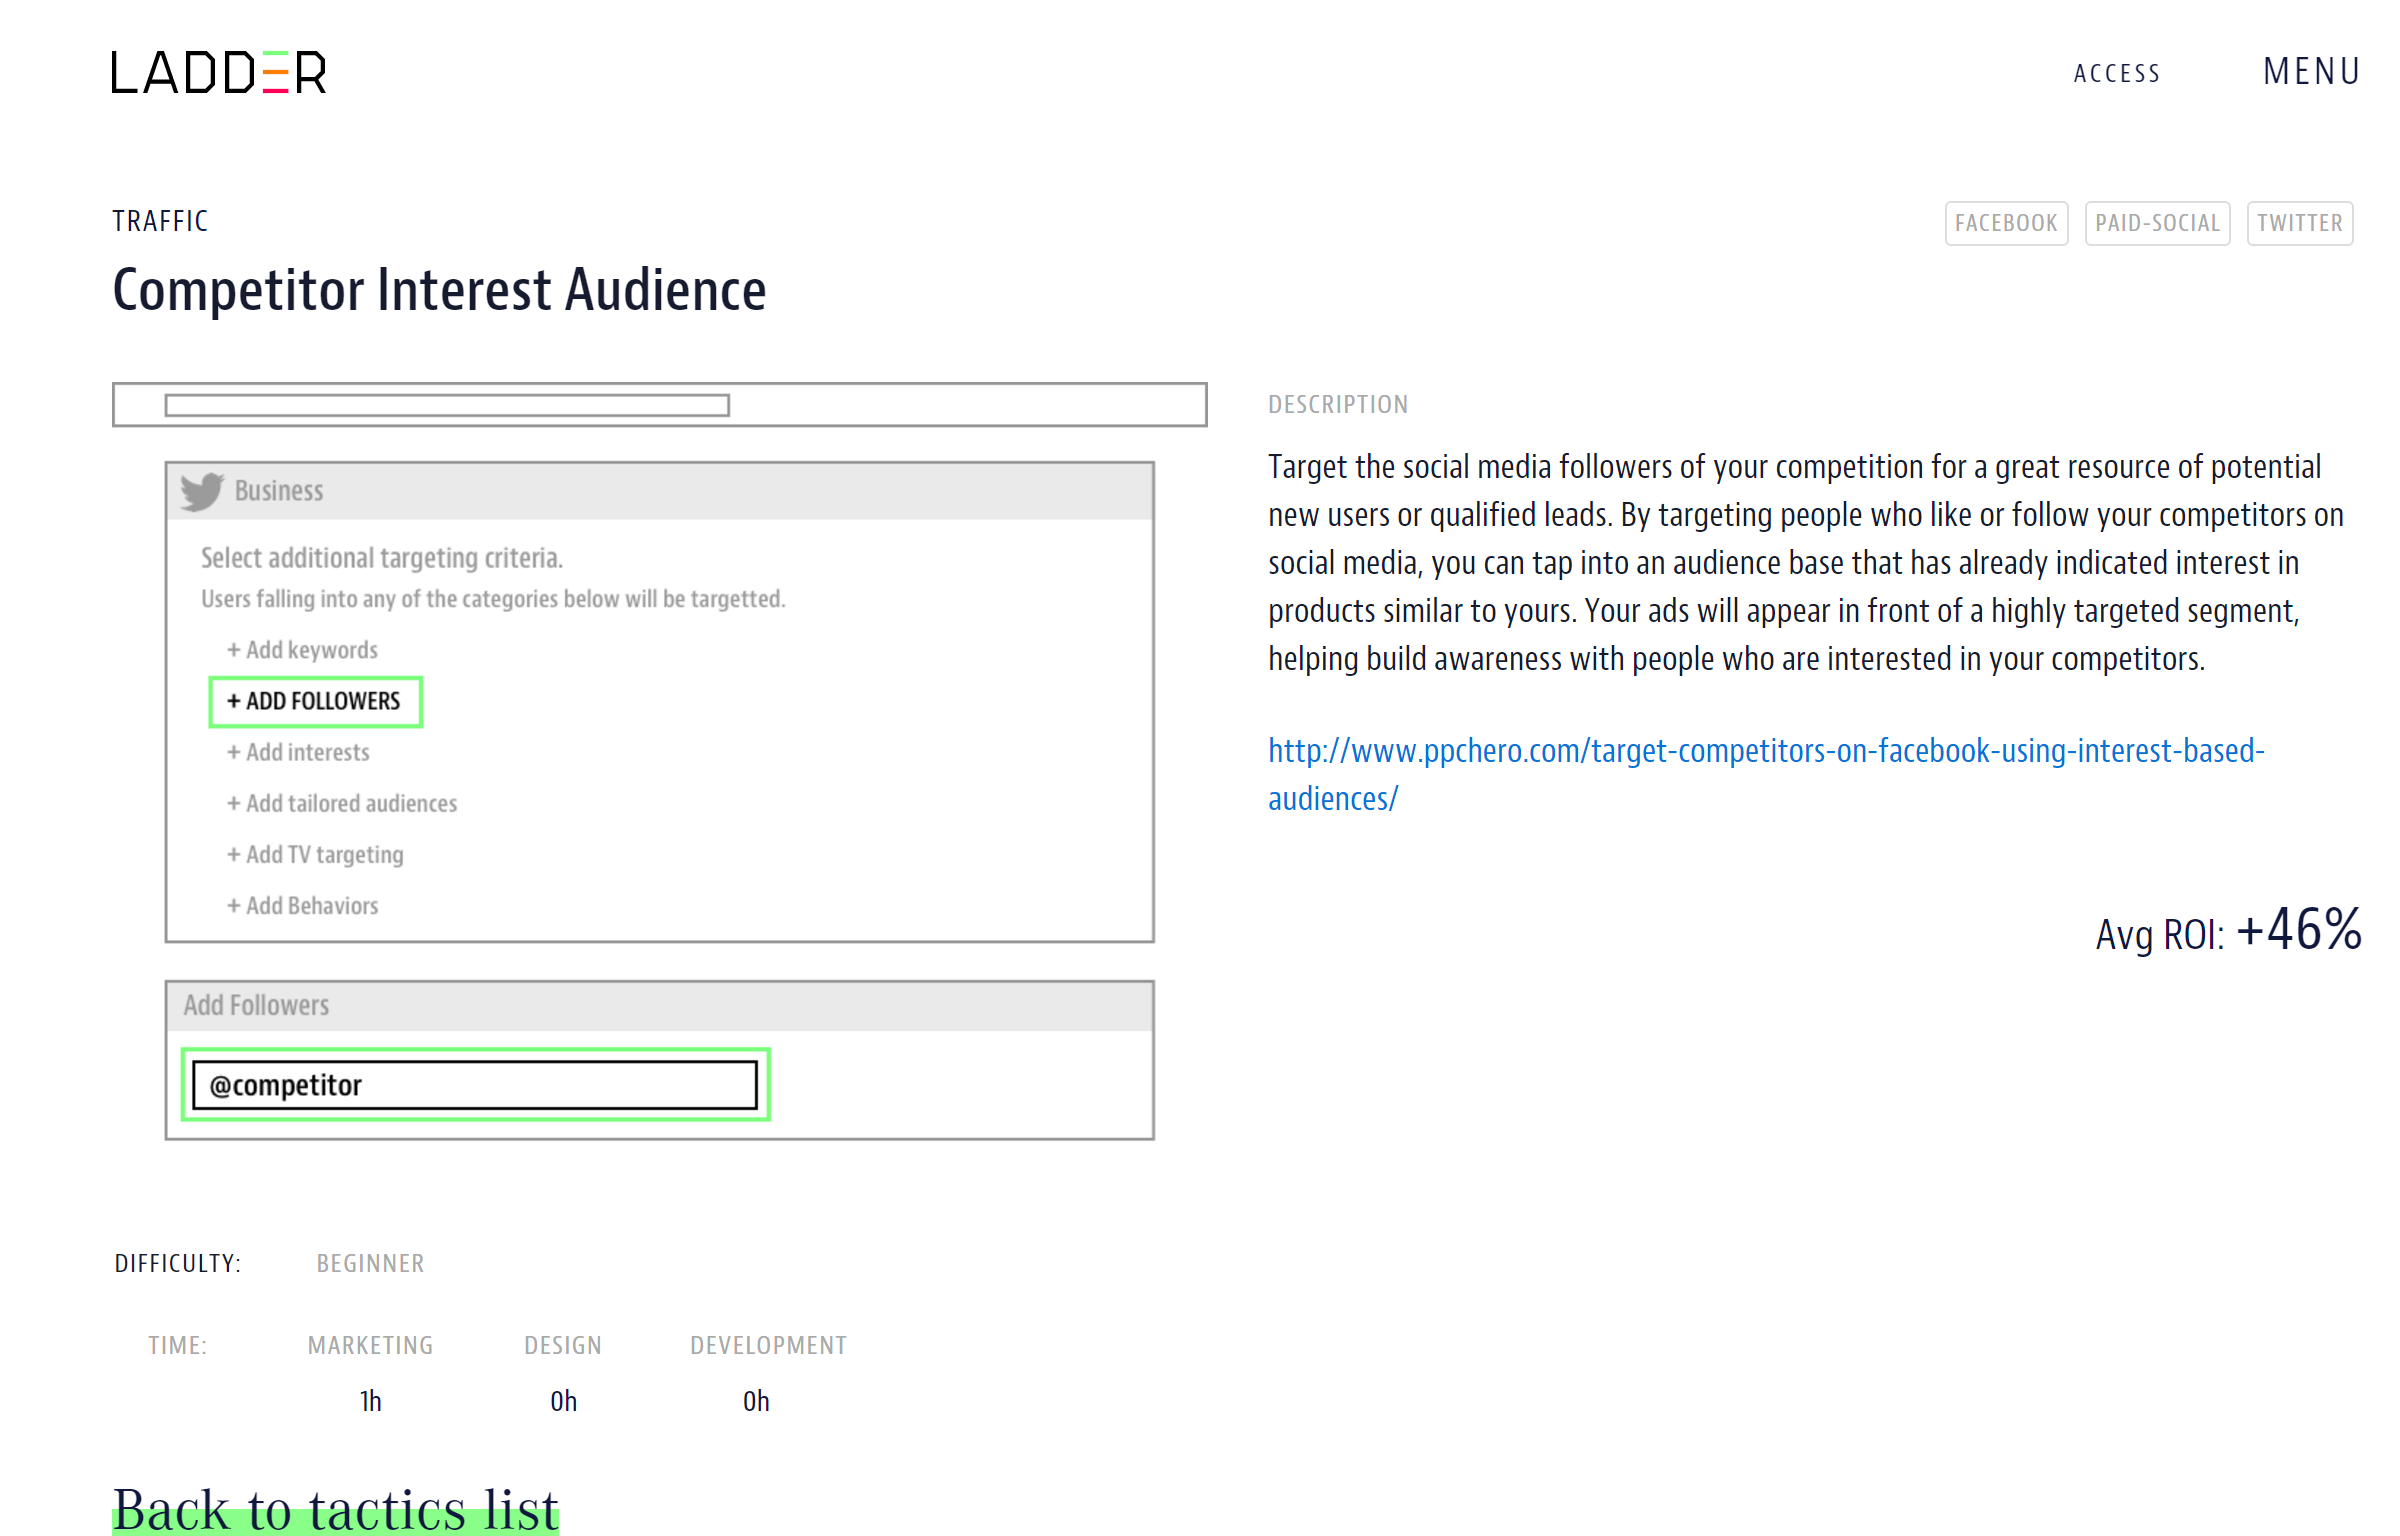 LADDER
ACCESS
MENU
TRAFFIC
FACEBOOK
PAID-SOCIAL
TWITTER
Competitor Interest Audience
Business
Select additional targeting criteria.
Users falling into any of the categories below will be targetted.
+ Add keywords
+ ADD FOLLOWERS
+ Add interests
+ Add tailored audiences
+ Add TV targeting
+ Add Behaviors
Add Followers
@competitor
DESCRIPTION
Target the social media followers of your competition for a great resource of potential
new users or qualified leads. By targeting people who like or follow your competitors on
social media, you can tap into an audience base that has already indicated interest in
products similar to yours. Your ads will appear in front of a highly targeted segment,
helping build awareness with people who are interested in your competitors.
http://www.ppchero.com/target-competitors-on-facebook-using-interest-based-
audiences/
Avg ROI: +46%
DIFFICULTY: BEGINNER
TIME: MARKETING DESIGN DEVELOPMENT
1h 0h 0h
Back to tactics list